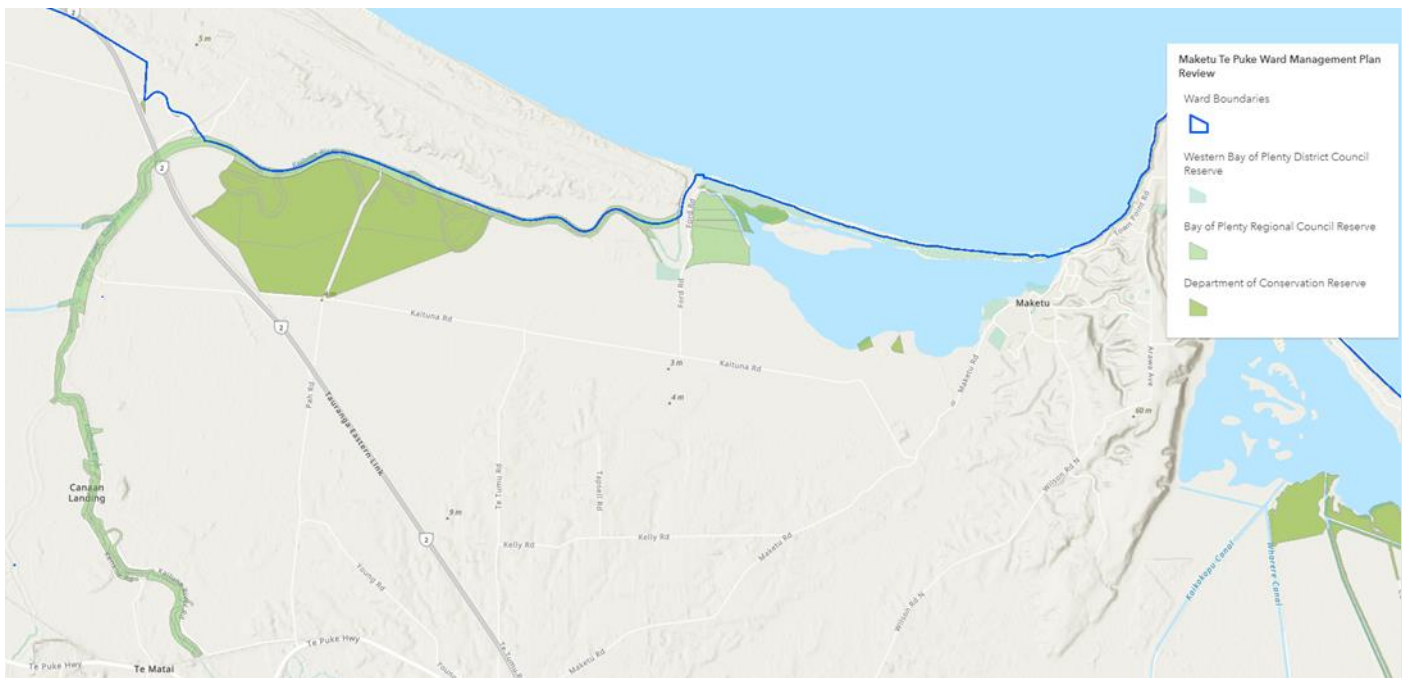 Maketu Te Puke Ward Management Plan
Review
Ward Boundaries
Western Bay of Plenty District Council
Reserve
Bay of Plenty Regional Council Reserve
Department of Conservation Reserve
2
5 m
2
Ford Rd
Town Point Rd
Maketu
2
Kaituna Rd
Ford Rd
Kaituna Rd
3 m
Maketu Rd
Arawa Ave
Pah Rd
4 m
60 m
Tauranga Eastern Link
Canaan
Landing
Te Tumu Rd
Tapsell Rd
Wilson Rd N
9 m
2
Kelly Rd
Kelly Rd
Maketu Rd
Kaikokopu Canal
Wharere Canal
Young Rd
Wilson Rd N
Te Puke Hwy
Te Puke Hwy
Te Matai
Maketu Rd